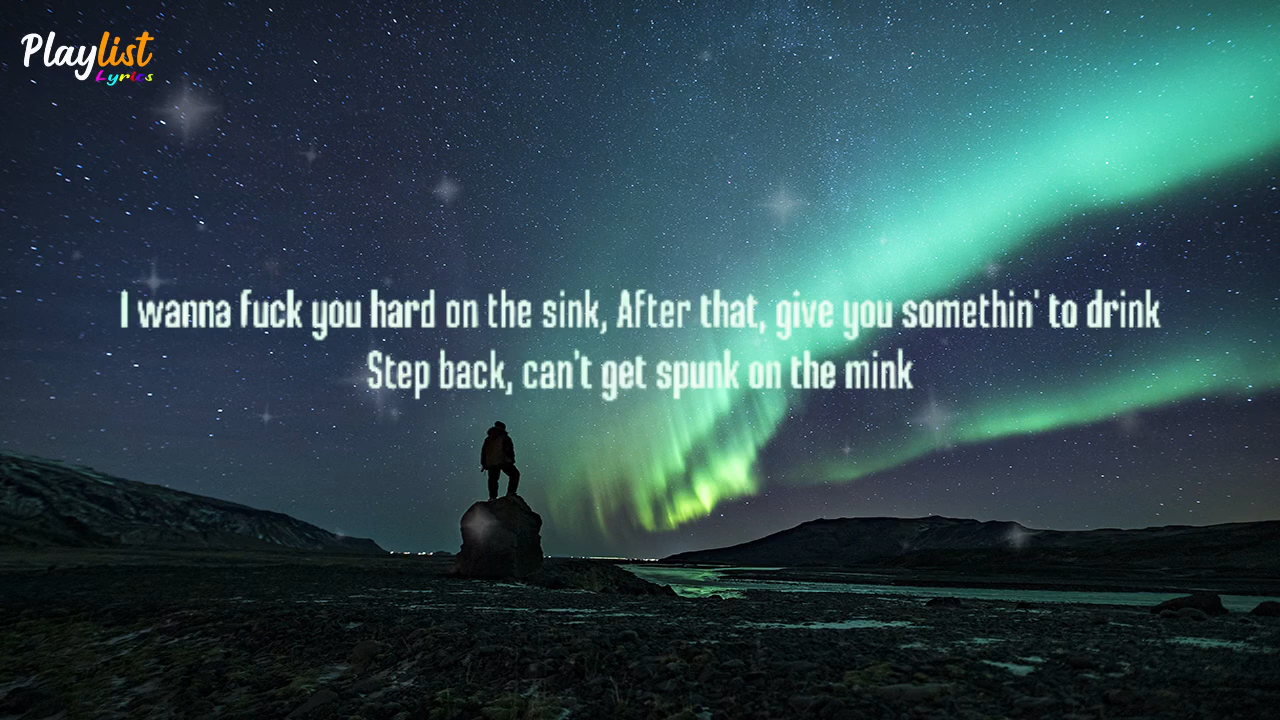 Playlist
Lyrics
I wanna fuck you hard on the sink, After that, give you somethin' to drink
Step back, can't get spunk on the mink